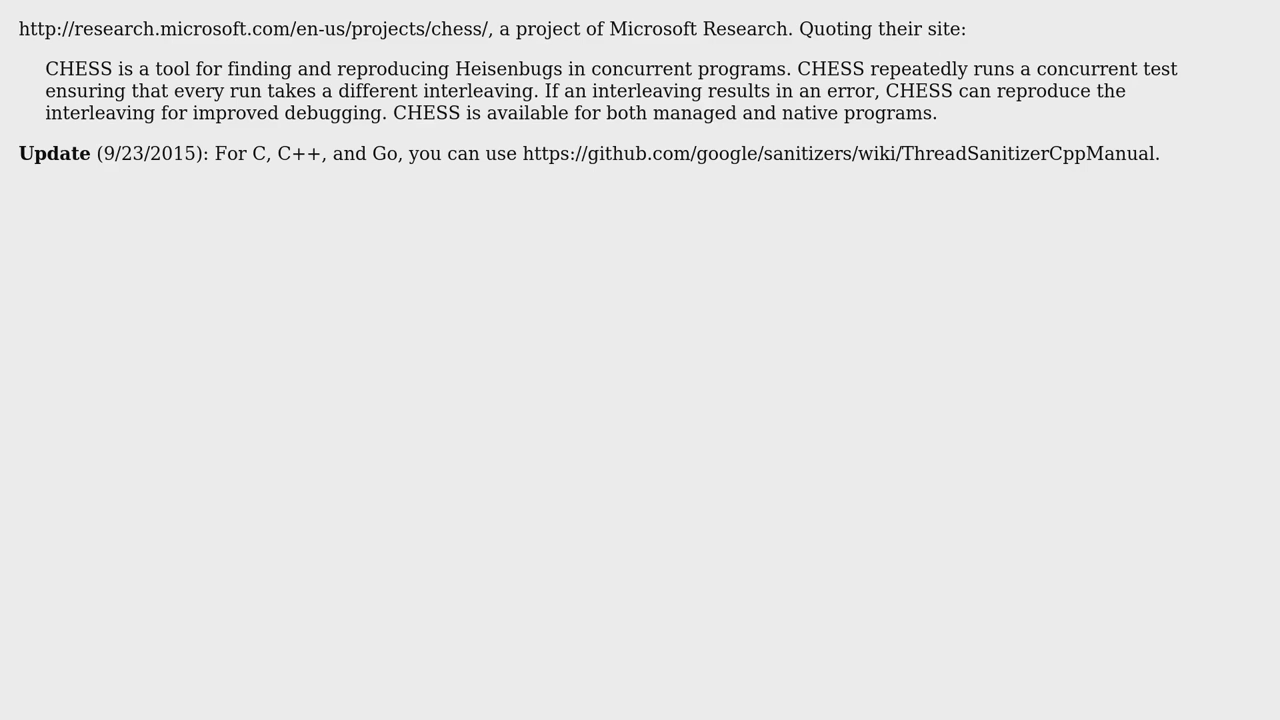 http://research.microsoft.com/en-us/projects/chess/, a project of Microsoft Research. Quoting their site:
CHESS is a tool for finding and reproducing Heisenbugs in concurrent programs. CHESS repeatedly runs a concurrent test
ensuring that every run takes a different interleaving. If an interleaving results in an error, CHESS can reproduce the
interleaving for improved debugging. CHESS is available for both managed and native programs.
Update (9/23/2015): For C, C++, and Go, you can use https://github.com/google/sanitizers/wiki/ThreadSanitizerCppManual.